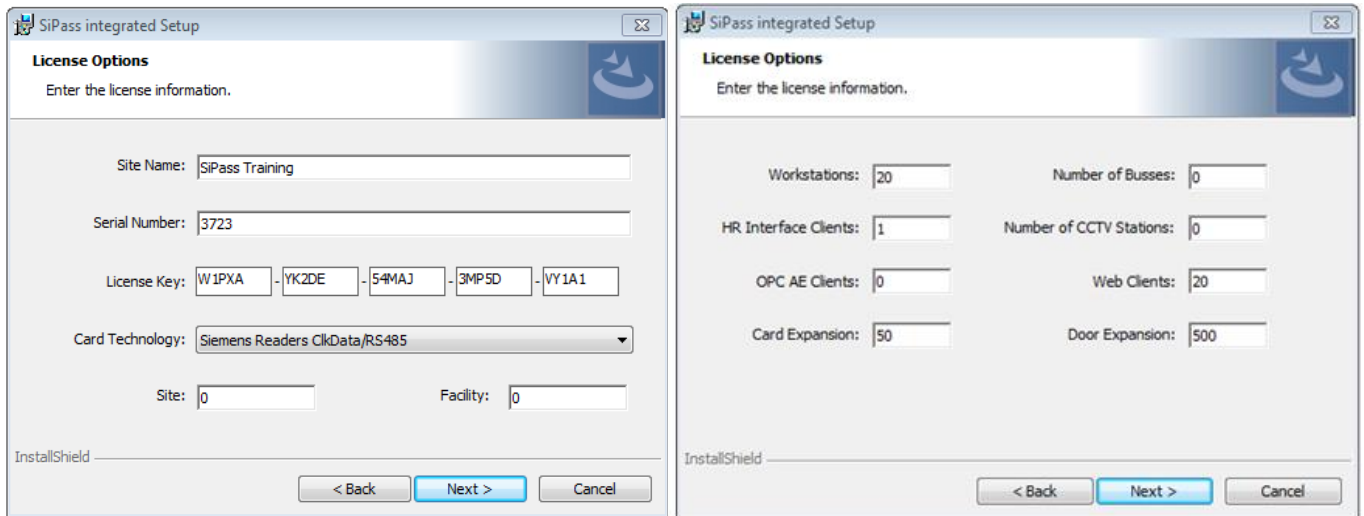 SiPass integrated Setup
License Options
Enter the license information.
Site Name: SiPass Training
Serial Number: 3723
License Key: W1PXA - YK2DE - 54MAJ - 3MP5D - VY1A1
Card Technology: Siemens Readers ClkData/RS485
Site: 0 Facility: 0
InstallShield
< Back Next > Cancel
SiPass integrated Setup
License Options
Enter the license information.
Workstations: 20 Number of Busses: 0
HR Interface Clients: 1 Number of CCTV Stations: 0
OPC AE Clients: 0 Web Clients: 20
Card Expansion: 50 Door Expansion: 500
InstallShield
< Back Next > Cancel